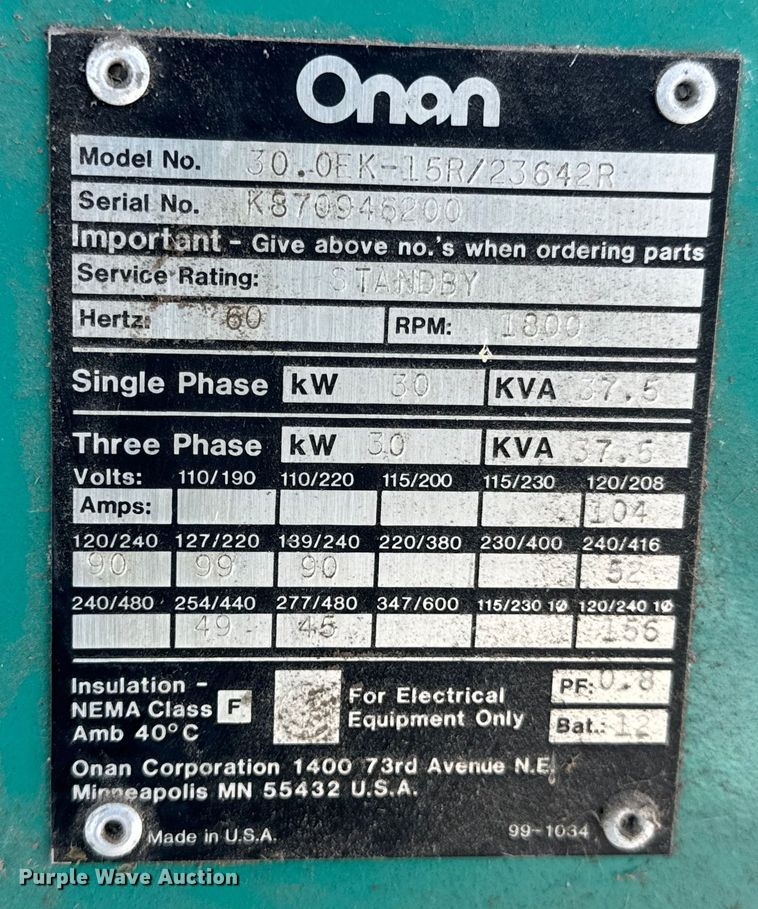 Onan
Model No. 30.0EK-15R/23642R
Serial No. K870946200
Important - Give above no.'s when ordering parts
Service Rating: STANDBY
Hertz: 60 RPM: 1800
Single Phase kW 30 KVA 37.5
Three Phase kW 30 KVA 37.5
Volts: 110/190 110/220 115/200 115/230 120/208
Amps: 104
120/240 127/220 139/240 220/380 230/400 240/416
90 99 90 52
240/480 254/440 277/480 347/600 115/230 1Ø 120/240 1Ø
49 45 156
Insulation -
NEMA Class F
Amb 40°C
For Electrical
Equipment Only
PF: 0.8
Bat.: 12
Onan Corporation 1400 73rd Avenue N.E.
Minneapolis MN 55432 U.S.A.
Made in U.S.A. 99-1034
Purple Wave Auction